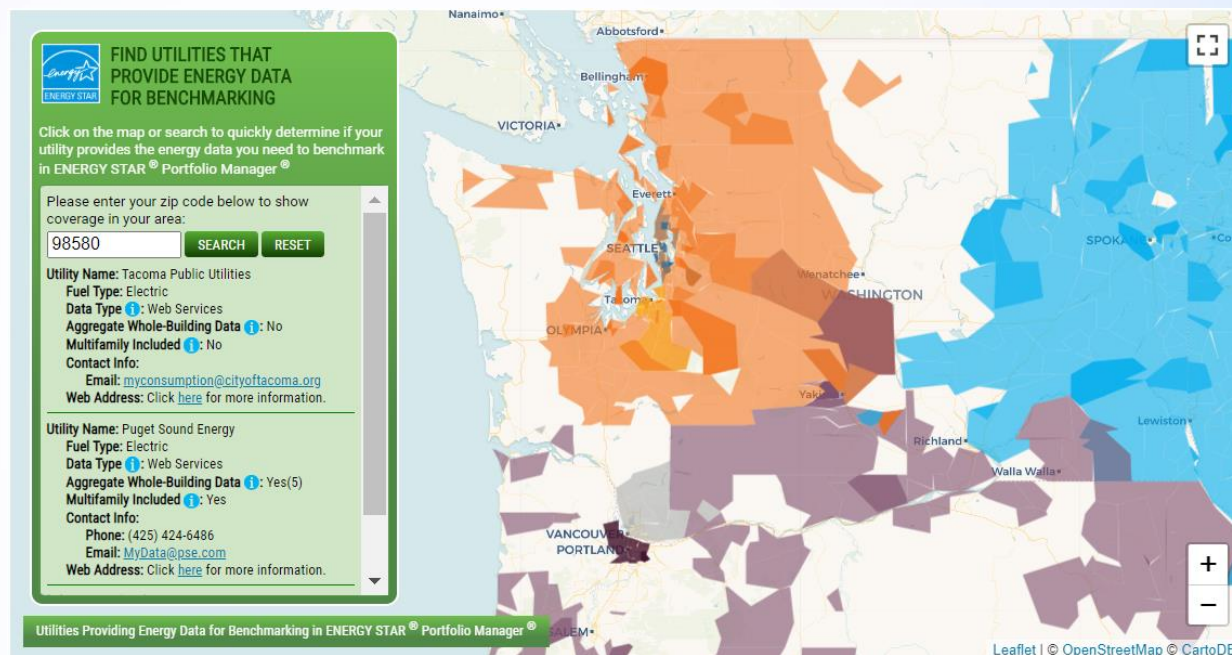 FIND UTILITIES THAT
PROVIDE ENERGY DATA
FOR BENCHMARKING
energy
ENERGY STAR
Click on the map or search to quickly determine if your
utility provides the energy data you need to benchmark
in ENERGY STAR ® Portfolio Manager ®
Please enter your zip code below to show
coverage in your area:
98580 SEARCH RESET
Utility Name: Tacoma Public Utilities
Fuel Type: Electric
Data Type i: Web Services
Aggregate Whole-Building Data i: No
Multifamily Included i: No
Contact Info:
Email: myconsumption@cityoftacoma.org
Web Address: Click here for more information.
Utility Name: Puget Sound Energy
Fuel Type: Electric
Data Type i: Web Services
Aggregate Whole-Building Data i: Yes(5)
Multifamily Included i: Yes
Contact Info:
Phone: (425) 424-6486
Email: MyData@pse.com
Web Address: Click here for more information.
Utilities Providing Energy Data for Benchmarking in ENERGY STAR ® Portfolio Manager ®
Nanaimo
Abbotsford
Bellingham
VICTORIA
Everett
SEATTLE
SPOKANE
Wenatchee
WASHINGTON
Tacoma
OLYMPIA
Richland
Lewiston
Walla Walla
VANCOUVER
PORTLAND
+
−
Leaflet | © OpenStreetMap © CartoDB